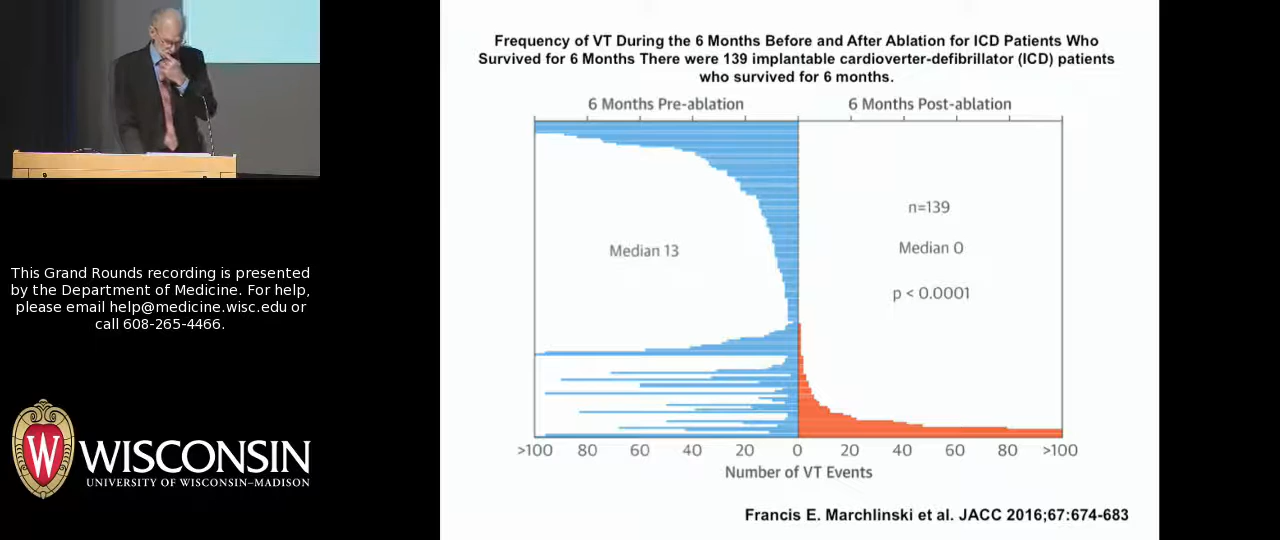 Frequency of VT During the 6 Months Before and After Ablation for ICD Patients Who
Survived for 6 Months There were 139 implantable cardioverter-defibrillator (ICD) patients
who survived for 6 months.
6 Months Pre-ablation
6 Months Post-ablation
n=139
Median 13
Median 0
p < 0.0001
>100 80 60 40 20 0 20 40 60 80 >100
Number of VT Events
Francis E. Marchlinski et al. JACC 2016;67:674-683
This Grand Rounds recording is presented
by the Department of Medicine. For help,
please email help@medicine.wisc.edu or
call 608-265-4466.
W
WISCONSIN
UNIVERSITY OF WISCONSIN–MADISON